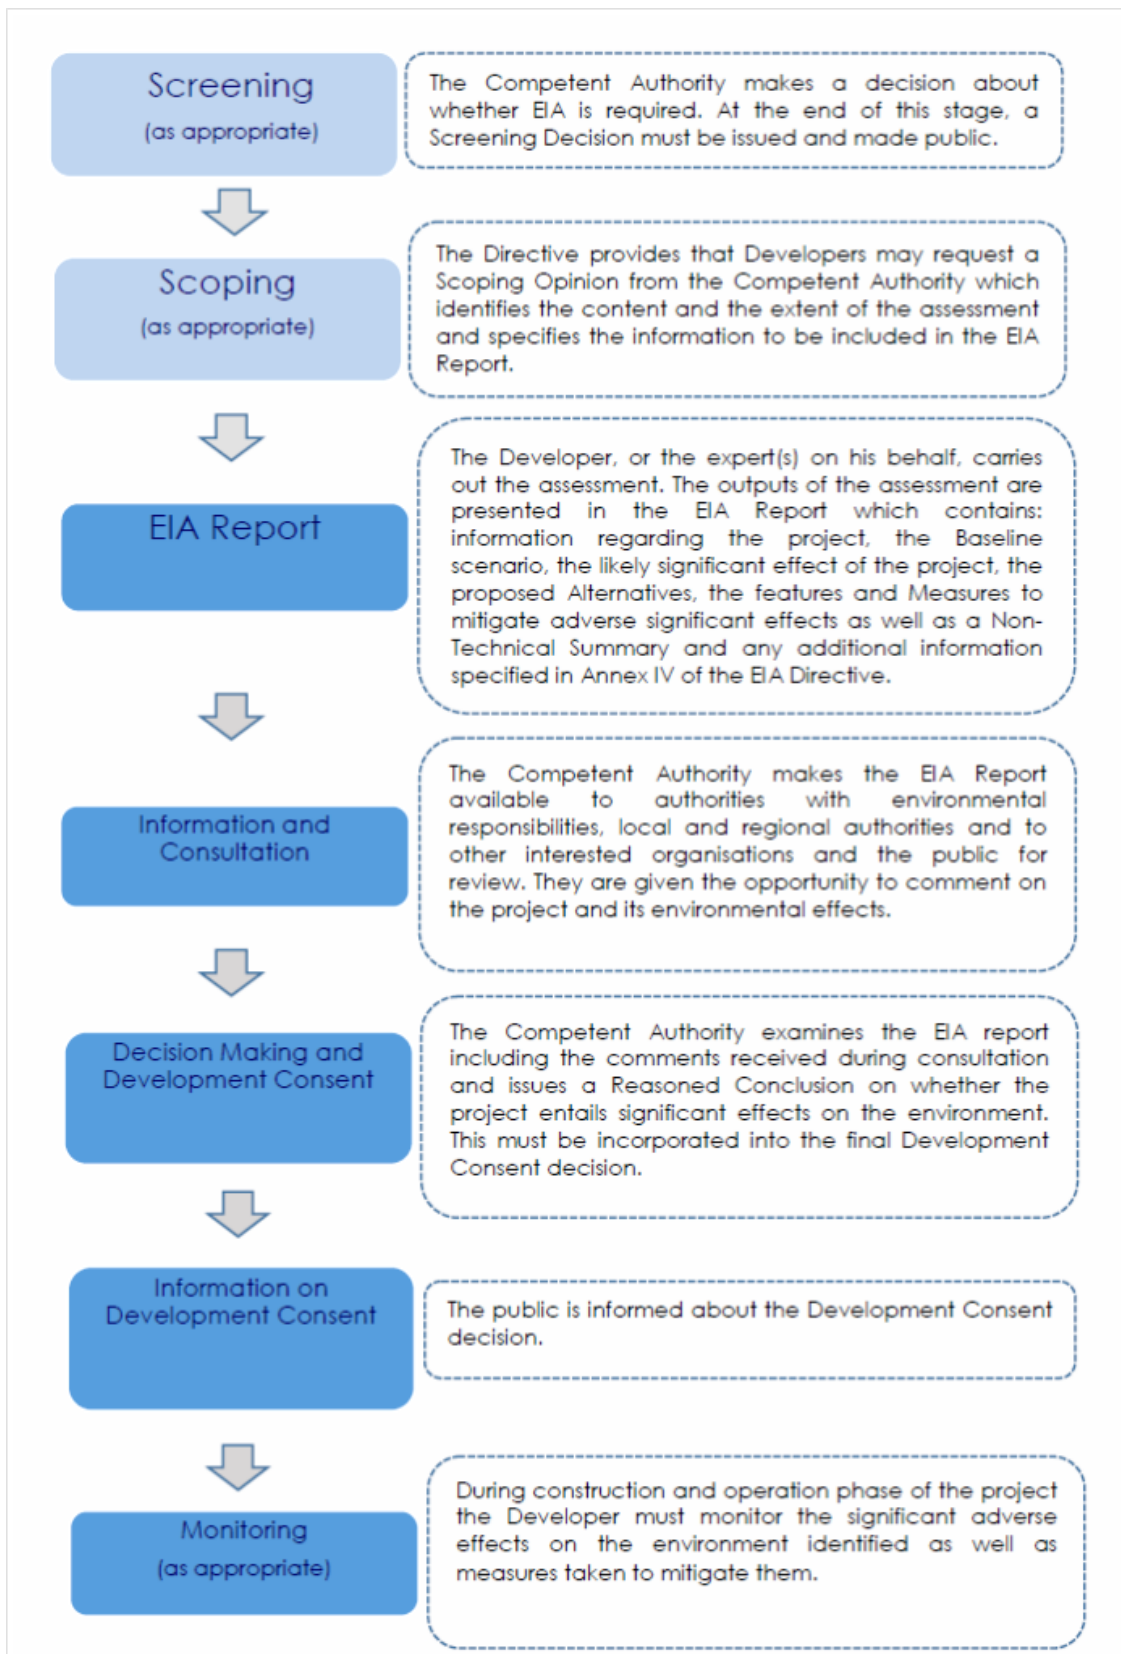 Screening
(as appropriate)
The Competent Authority makes a decision about
whether EIA is required. At the end of this stage, a
Screening Decision must be issued and made public.
Scoping
(as appropriate)
The Directive provides that Developers may request a
Scoping Opinion from the Competent Authority which
identifies the content and the extent of the assessment
and specifies the information to be included in the EIA
Report.
EIA Report
The Developer, or the expert(s) on his behalf, carries
out the assessment. The outputs of the assessment are
presented in the EIA Report which contains:
information regarding the project, the Baseline
scenario, the likely significant effect of the project, the
proposed Alternatives, the features and Measures to
mitigate adverse significant effects as well as a Non-
Technical Summary and any additional information
specified in Annex IV of the EIA Directive.
Information and
Consultation
The Competent Authority makes the EIA Report
available to authorities with environmental
responsibilities, local and regional authorities and to
other interested organisations and the public for
review. They are given the opportunity to comment on
the project and its environmental effects.
Decision Making and
Development Consent
The Competent Authority examines the EIA report
including the comments received during consultation
and issues a Reasoned Conclusion on whether the
project entails significant effects on the environment.
This must be incorporated into the final Development
Consent decision.
Information on
Development Consent
The public is informed about the Development Consent
decision.
Monitoring
(as appropriate)
During construction and operation phase of the project
the Developer must monitor the significant adverse
effects on the environment identified as well as
measures taken to mitigate them.